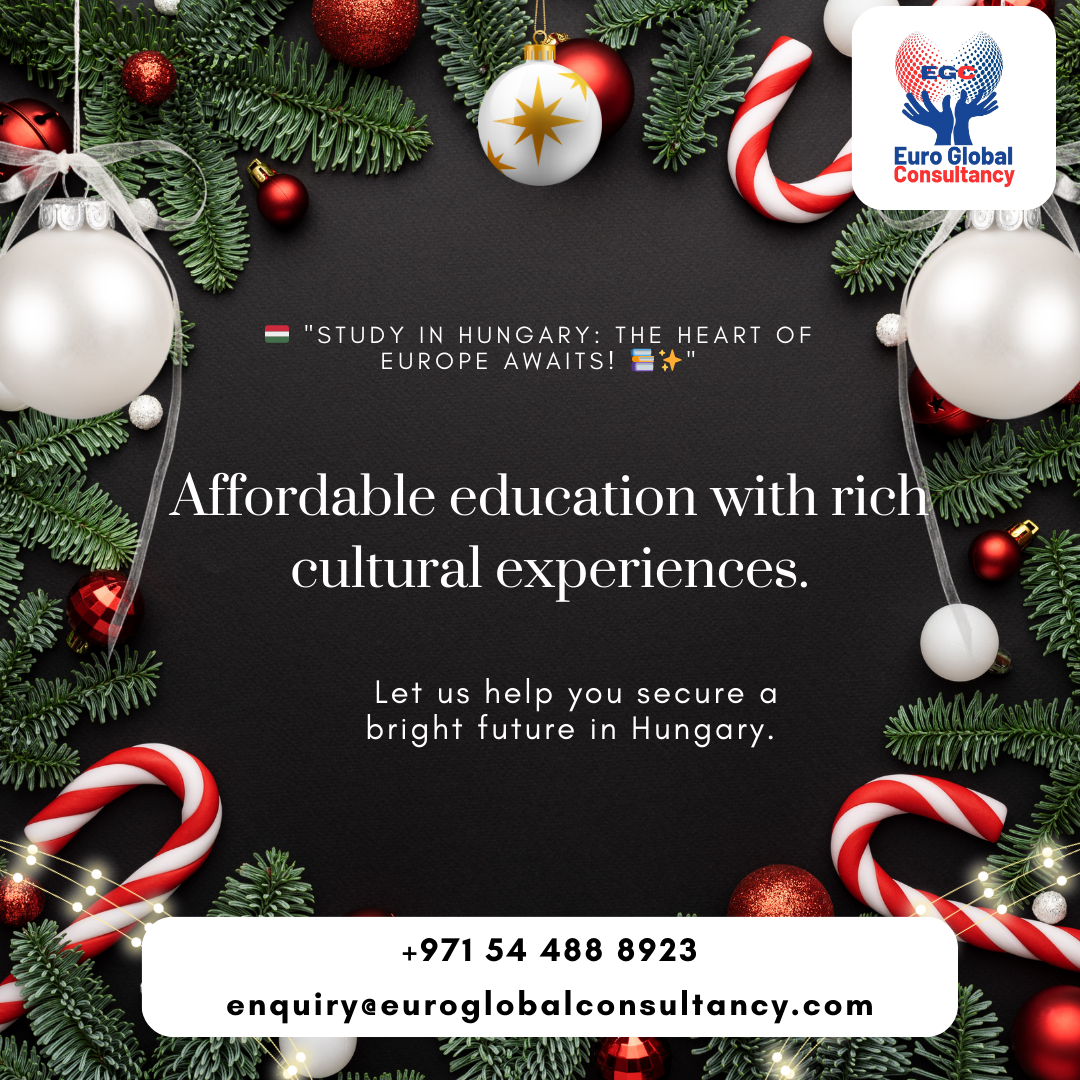 EGC
Euro Global
Consultancy
🇭🇺 "STUDY IN HUNGARY: THE HEART OF
EUROPE AWAITS! 📚✨"
Affordable education with rich
cultural experiences.
Let us help you secure a
bright future in Hungary.
+971 54 488 8923
enquiry@euroglobalconsultancy.com